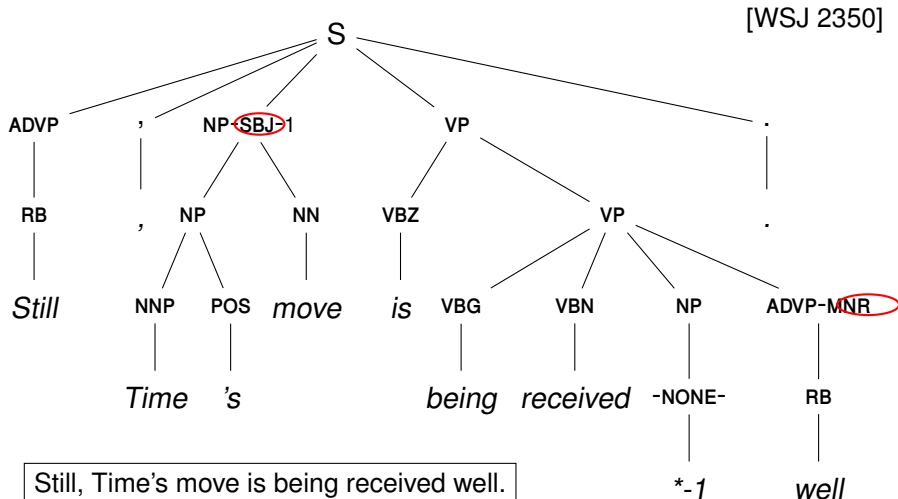 [WSJ 2350]
S
ADVP , NP-SBJ-1 VP .
RB , NP NN VBZ VP .
Still NNP POS move is VBG VBN NP ADVP-MNR
Time 's being received -NONE- RB
Still, Time's move is being received well. *-1 well